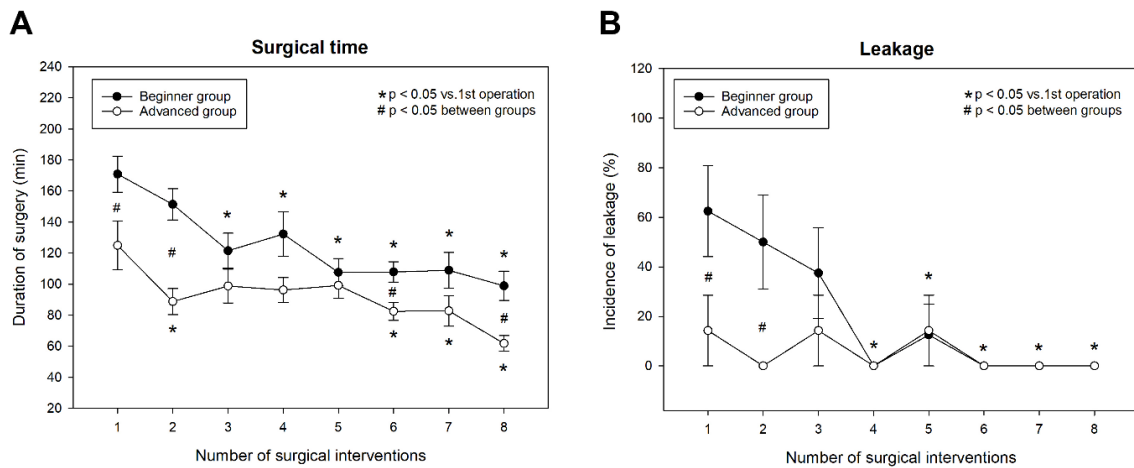 A
Surgical time
Duration of surgery (min)
240
220
200
180
160
140
120
100
80
60
40
20
Beginner group
Advanced group
* p < 0.05 vs.1st operation
# p < 0.05 between groups
# # # #
* * * * * *
* * * *
1 2 3 4 5 6 7 8
Number of surgical interventions
B
Leakage
Incidence of leakage (%)
120
100
80
60
40
20
0
Beginner group
Advanced group
* p < 0.05 vs.1st operation
# p < 0.05 between groups
# #
* * * * *
1 2 3 4 5 6 7 8
Number of surgical interventions